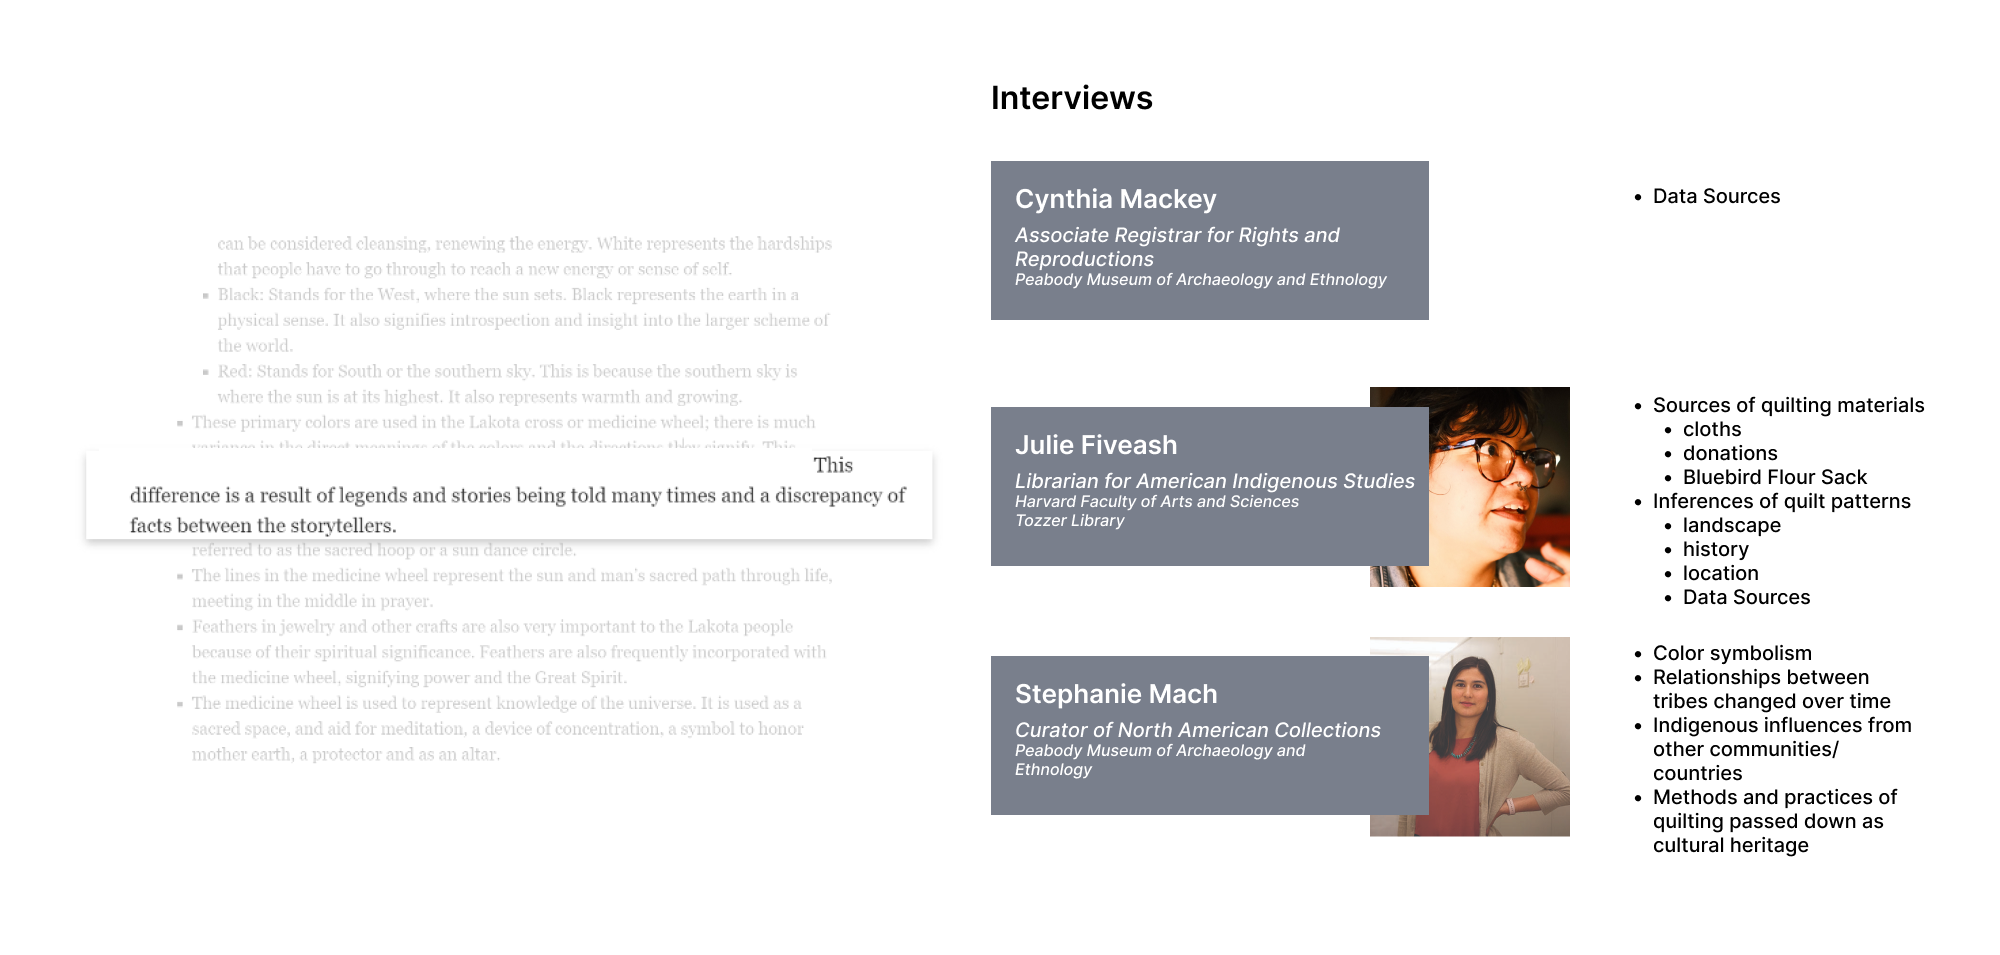 can be considered cleansing, renewing the energy. White represents the hardships
that people have to go through to reach a new energy or sense of self.
Black: Stands for the West, where the sun sets. Black represents the earth in a
physical sense. It also signifies introspection and insight into the larger scheme of
the world.
Red: Stands for South or the southern sky. This is because the southern sky is
where the sun is at its highest. It also represents warmth and growing.
These primary colors are used in the Lakota cross or medicine wheel; there is much
variance in the direct meanings of the colors and the directions they signify. This
This
difference is a result of legends and stories being told many times and a discrepancy of
facts between the storytellers.
referred to as the sacred hoop or a sun dance circle.
The lines in the medicine wheel represent the sun and man's sacred path through life,
meeting in the middle in prayer.
Feathers in jewelry and other crafts are also very important to the Lakota people
because of their spiritual significance. Feathers are also frequently incorporated with
the medicine wheel, signifying power and the Great Spirit.
The medicine wheel is used to represent knowledge of the universe. It is used as a
sacred space, and aid for meditation, a device of concentration, a symbol to honor
mother earth, a protector and as an altar.
Interviews
Cynthia Mackey
Associate Registrar for Rights and
Reproductions
Peabody Museum of Archaeology and Ethnology
• Data Sources
Julie Fiveash
Librarian for American Indigenous Studies
Harvard Faculty of Arts and Sciences
Tozzer Library
• Sources of quilting materials
• cloths
• donations
• Bluebird Flour Sack
• Inferences of quilt patterns
• landscape
• history
• location
• Data Sources
Stephanie Mach
Curator of North American Collections
Peabody Museum of Archaeology and
Ethnology
• Color symbolism
• Relationships between
tribes changed over time
• Indigenous influences from
other communities/
countries
• Methods and practices of
quilting passed down as
cultural heritage